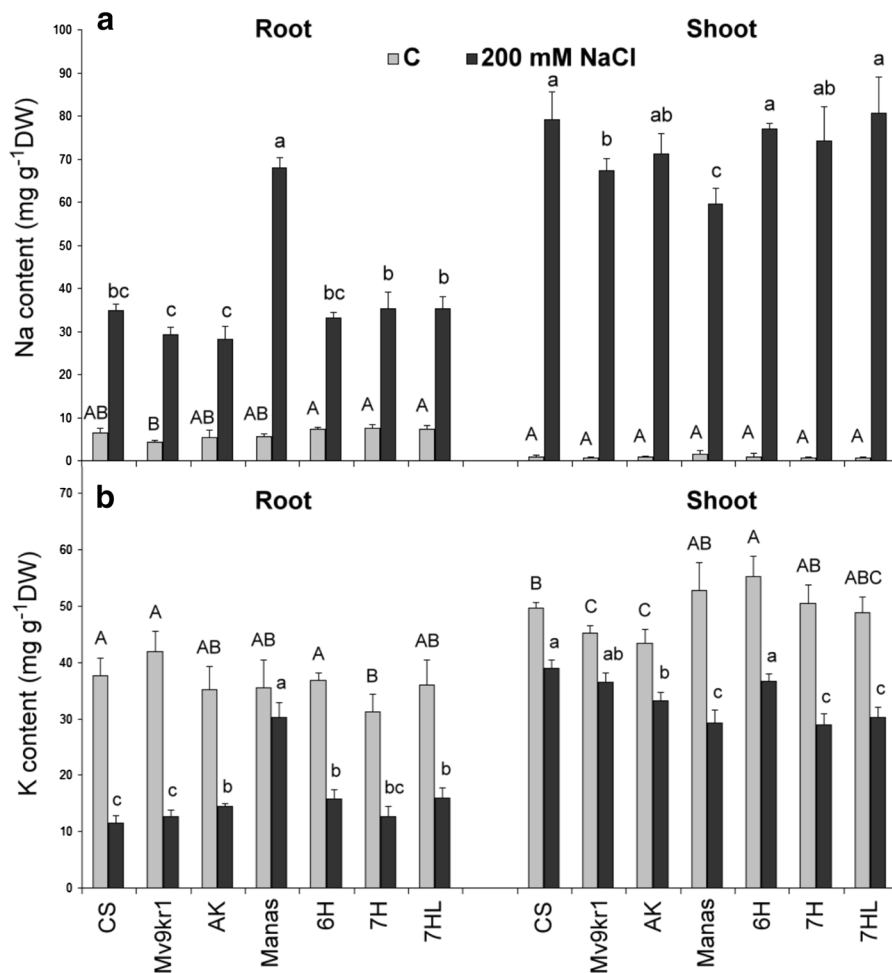 a
Root
Shoot
C
200 mM NaCl
Na content (mg g⁻¹DW)
100
90
80
70
60
50
40
30
20
10
0
bc c c a bc b b a b ab c a ab a
AB B AB AB A A A A A A A A A A
b
Root
Shoot
K content (mg g⁻¹DW)
70
60
50
40
30
20
10
0
A A AB AB A B AB B C C AB A AB ABC
c c b a b bc b a ab b c a c c
CS Mv9kr1 AK Manas 6H 7H 7HL CS Mv9kr1 AK Manas 6H 7H 7HL